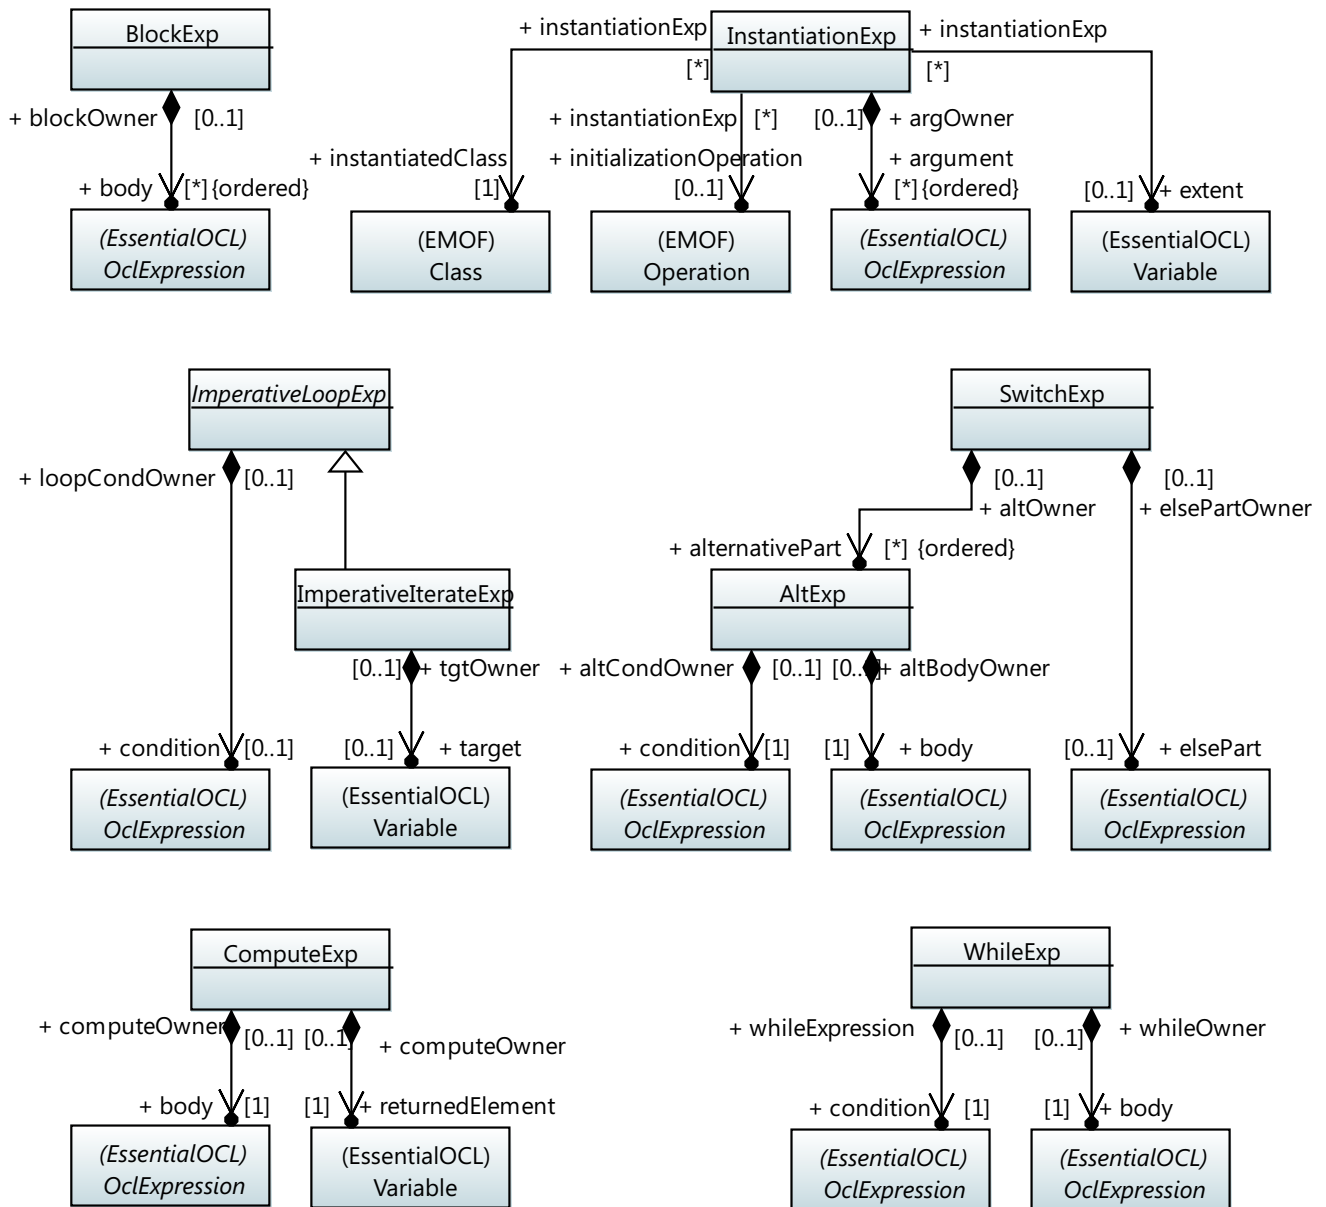 BlockExp
+ blockOwner [0..1]
+ body [*] {ordered}
(EssentialOCL)
OclExpression
+ instantiationExp
[*]
InstantiationExp
+ instantiationExp
[*]
+ instantiationExp [*]
[0..1] + argOwner
+ instantiatedClass
[1]
+ initializationOperation
[0..1]
+ argument
[*] {ordered}
[0..1] + extent
(EMOF)
Class
(EMOF)
Operation
(EssentialOCL)
OclExpression
(EssentialOCL)
Variable
ImperativeLoopExp
+ loopCondOwner [0..1]
ImperativeIterateExp
[0..1] + tgtOwner
+ condition [0..1]
[0..1] + target
(EssentialOCL)
OclExpression
(EssentialOCL)
Variable
SwitchExp
[0..1]
+ altOwner
[0..1]
+ elsePartOwner
+ alternativePart [*] {ordered}
AltExp
+ altCondOwner [0..1]
[0..1] + altBodyOwner
+ condition [1]
[1] + body
[0..1] + elsePart
(EssentialOCL)
OclExpression
(EssentialOCL)
OclExpression
(EssentialOCL)
OclExpression
ComputeExp
+ computeOwner [0..1]
[0..1] + computeOwner
+ body [1]
[1] + returnedElement
(EssentialOCL)
OclExpression
(EssentialOCL)
Variable
WhileExp
+ whileExpression [0..1]
[0..1] + whileOwner
+ condition [1]
[1] + body
(EssentialOCL)
OclExpression
(EssentialOCL)
OclExpression